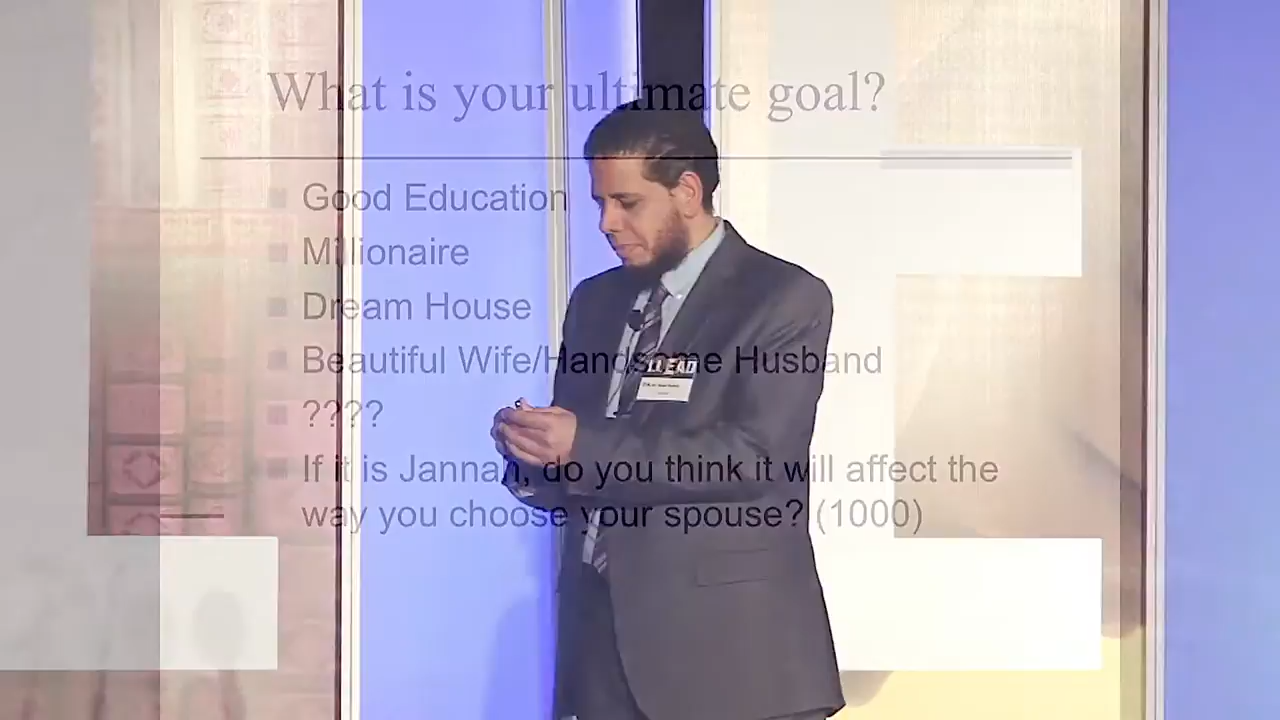 What is your ultimate goal?
Good Education
Millionaire
Dream House
Beautiful Wife/Handsome Husband
LEAD
????
If it is Jannah, do you think it will affect the
way you choose your spouse? (1000)